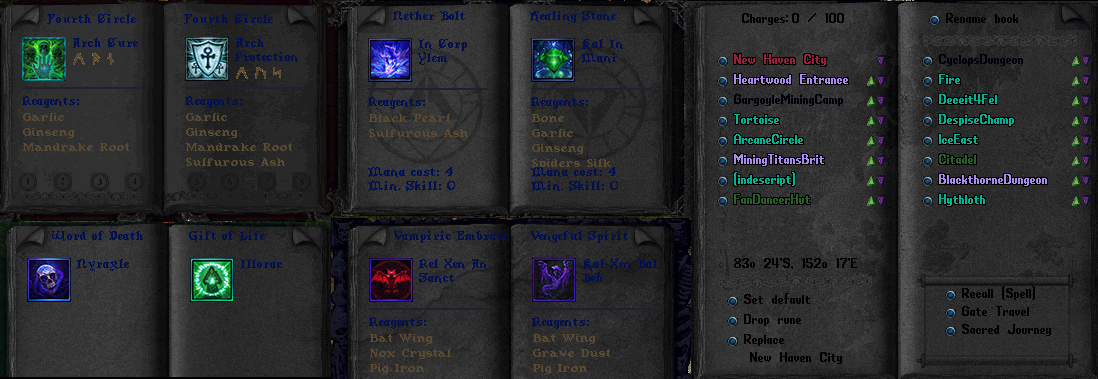 Fourth Circle
Arch Cure
Reagents:
Garlic
Ginseng
Mandrake Root
Fourth Circle
Arch
Protection
Reagents:
Garlic
Ginseng
Mandrake Root
Sulfurous Ash
Nether Bolt
In Corp
Ylem
Reagents:
Black Pearl
Sulfurous Ash
Mana cost: 4
Min. Skill: 0
Healing Stone
Kal In
Mani
Reagents:
Bone
Garlic
Ginseng
Spiders Silk
Mana cost: 4
Min. Skill: 0
Word of Death
Nyraxle
Gift of Life
Illorae
Vampiric Embrac
Rel Xen An
Sanct
Reagents:
Bat Wing
Nox Crystal
Pig Iron
Vengeful Spirit
Kal Xen Bal
Beh
Reagents:
Bat Wing
Grave Dust
Pig Iron
Charges: 0 / 100
New Haven City
Heartwood Entrance
GargoyleMiningCamp
Tortoise
ArcaneCircle
MiningTitansBrit
(indescript)
FanDancerHut
83o 24'S, 152o 17'E
Set default
Drop rune
Replace
New Haven City
Rename book
CyclopsDungeon
Fire
Deceit4Fel
DespiseChamp
IceEast
Citadel
BlackthorneDungeon
Hythloth
Recall (Spell)
Gate Travel
Sacred Journey